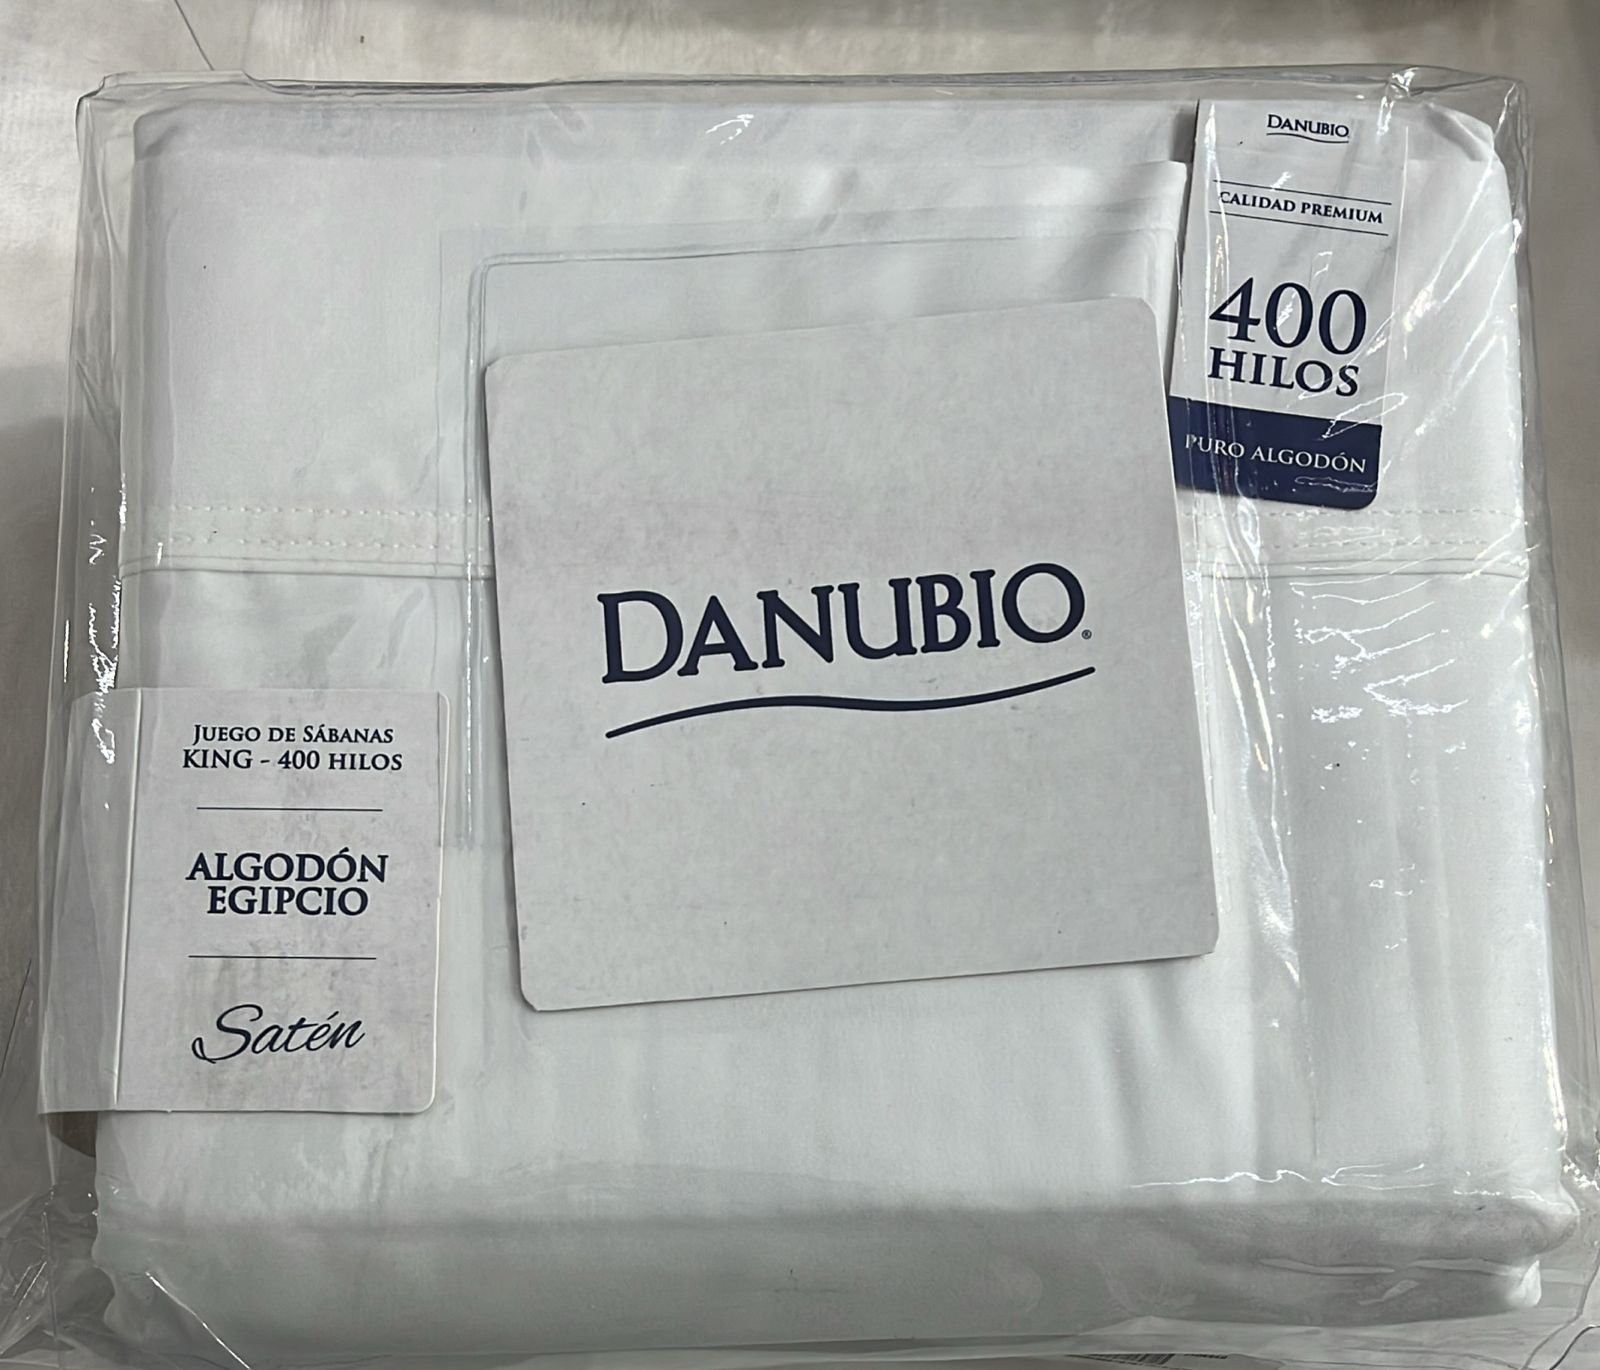 DANUBIO
CALIDAD PREMIUM
400
HILOS
PURO ALGODÓN
DANUBIO®
JUEGO DE SÁBANAS
KING - 400 HILOS
ALGODÓN
EGIPCIO
Satén